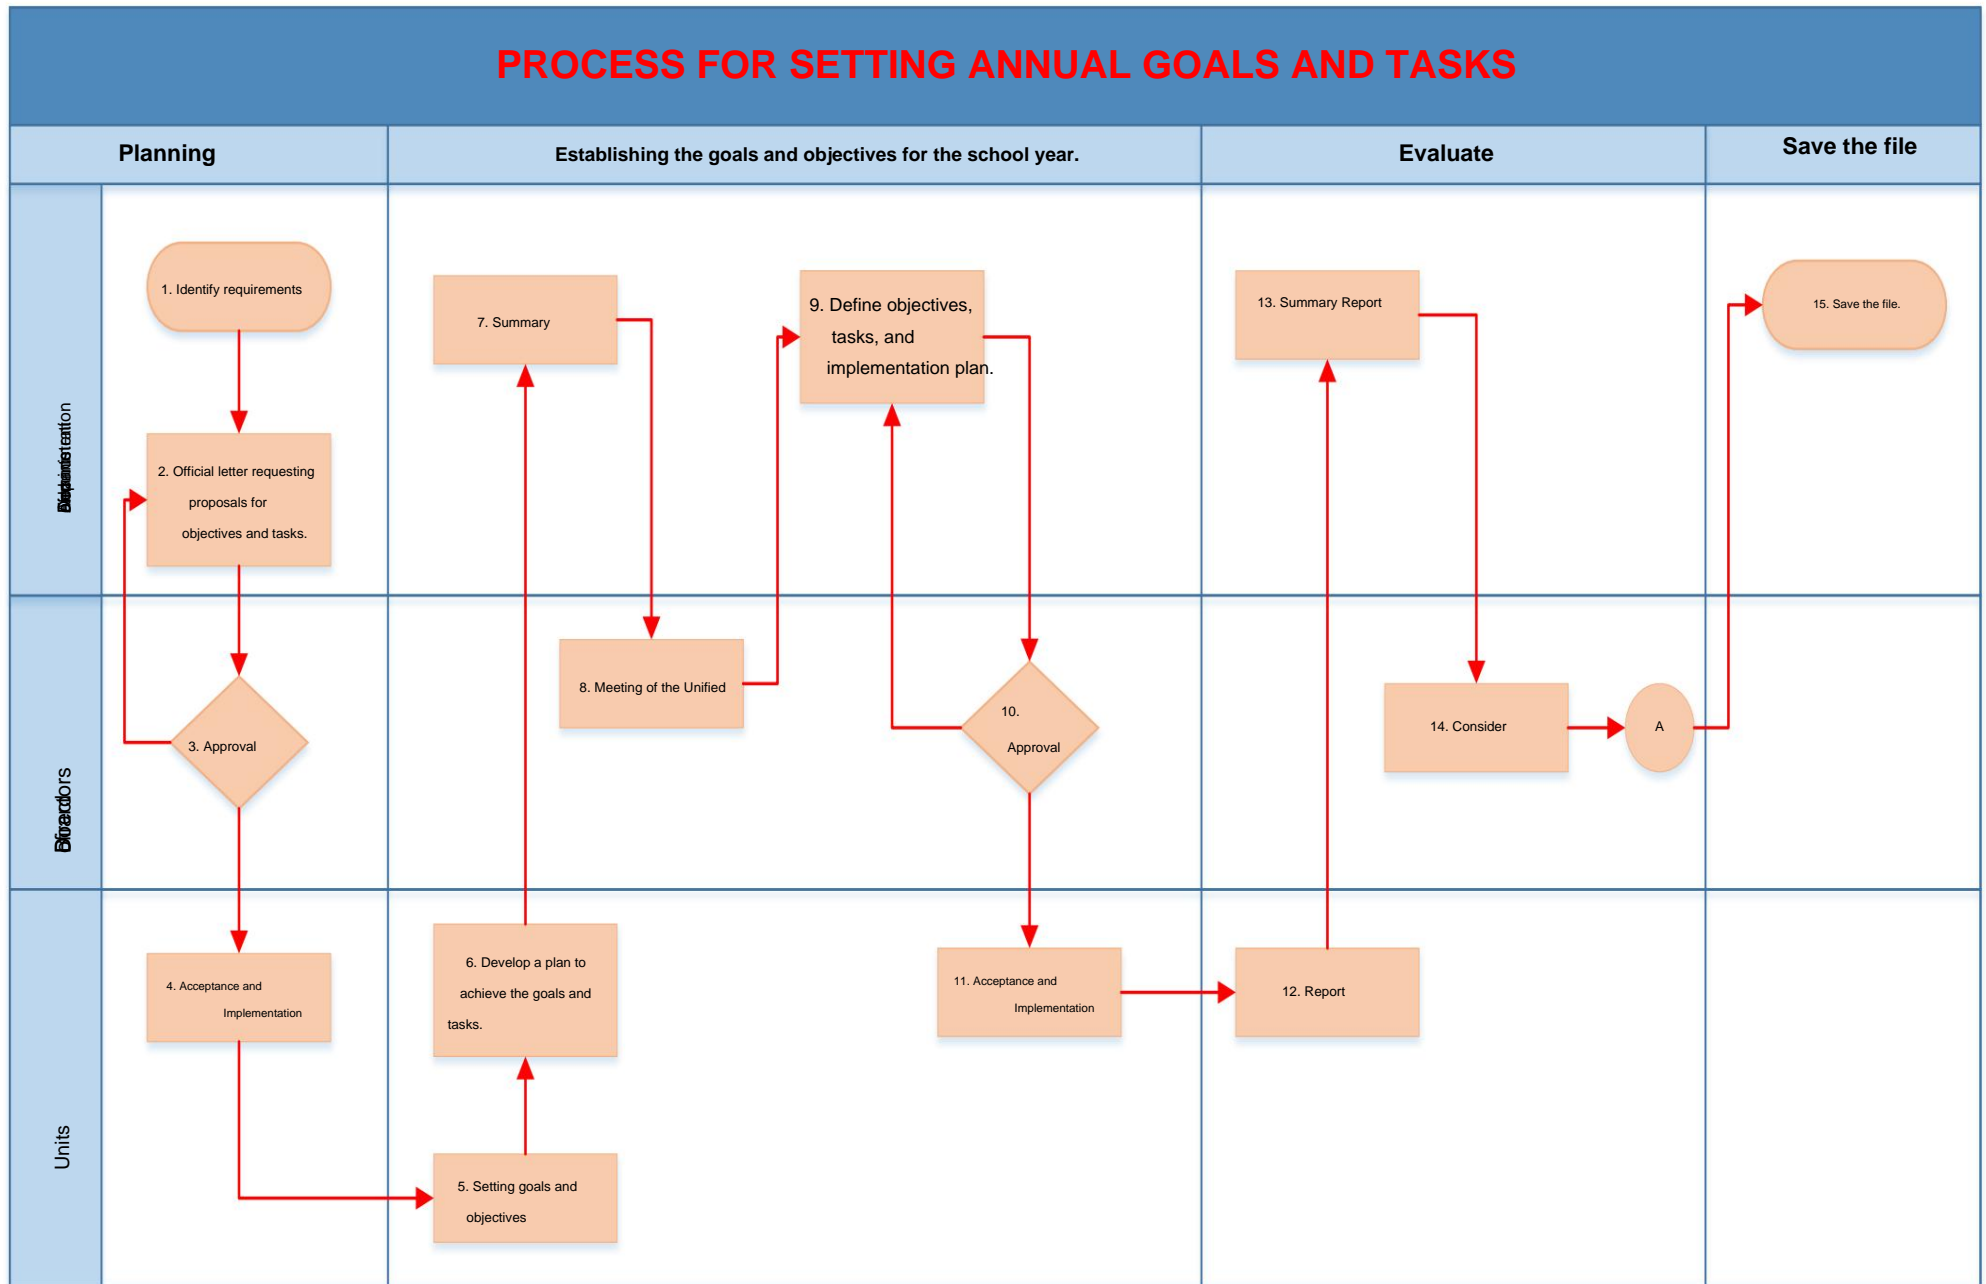 PROCESS FOR SETTING ANNUAL GOALS AND TASKS
Planning
Establishing the goals and objectives for the school year.
Evaluate
Save the file
1. Identify requirements
2. Official letter requesting
proposals for
objectives and tasks.
3. Approval
4. Acceptance and
Implementation
5. Setting goals and
objectives
6. Develop a plan to
achieve the goals and
tasks.
7. Summary
8. Meeting of the Unified
9. Define objectives,
tasks, and
implementation plan.
10.
Approval
11. Acceptance and
Implementation
12. Report
13. Summary Report
14. Consider
A
15. Save the file.
Units